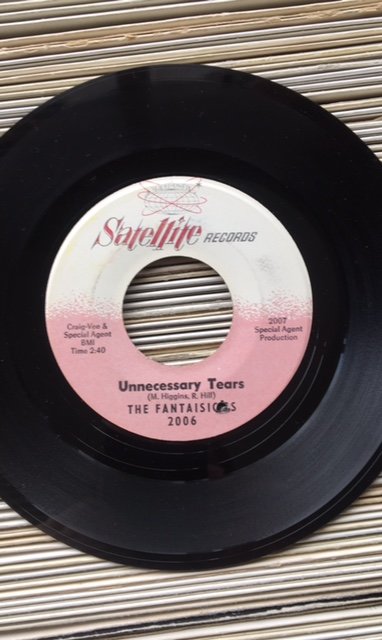 Satellite RECORDS
Craig-Vee &
Special Agent
BMI
Time 2:40
2007
Special Agent
Production
Unnecessary Tears
(M. Higgins, R. Hill)
THE
2006